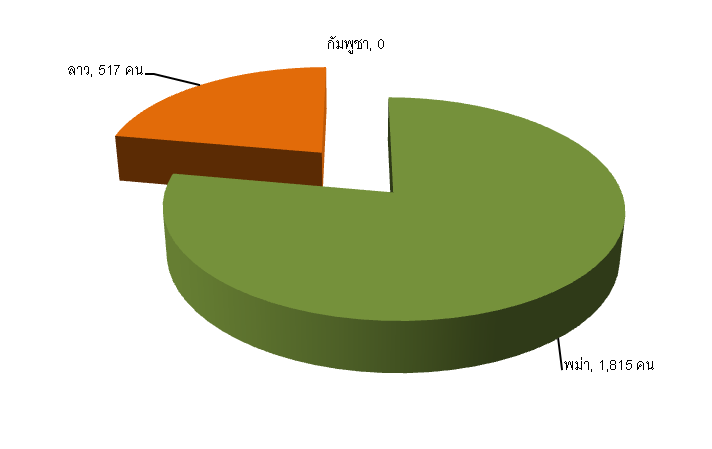 กัมพูชา, 0
ลาว, 517 คน
พม่า, 1,815 คน